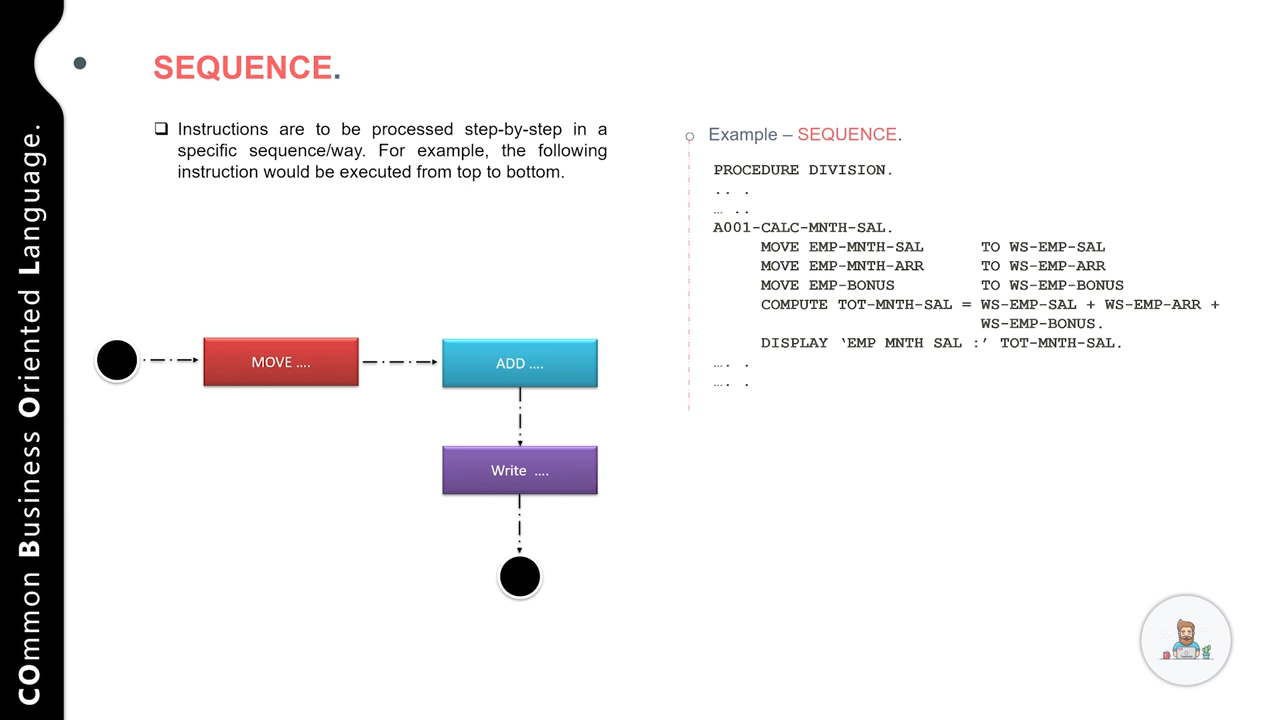 COmmon Business Oriented Language.
SEQUENCE.
❑ Instructions are to be processed step-by-step in a
specific sequence/way. For example, the following
instruction would be executed from top to bottom.
MOVE ....
ADD ....
Write ....
Example – SEQUENCE.
PROCEDURE DIVISION.
.. .
… ..
A001-CALC-MNTH-SAL.
MOVE EMP-MNTH-SAL TO WS-EMP-SAL
MOVE EMP-MNTH-ARR TO WS-EMP-ARR
MOVE EMP-BONUS TO WS-EMP-BONUS
COMPUTE TOT-MNTH-SAL = WS-EMP-SAL + WS-EMP-ARR +
WS-EMP-BONUS.
DISPLAY ‘EMP MNTH SAL :’ TOT-MNTH-SAL.
…. .
…. .